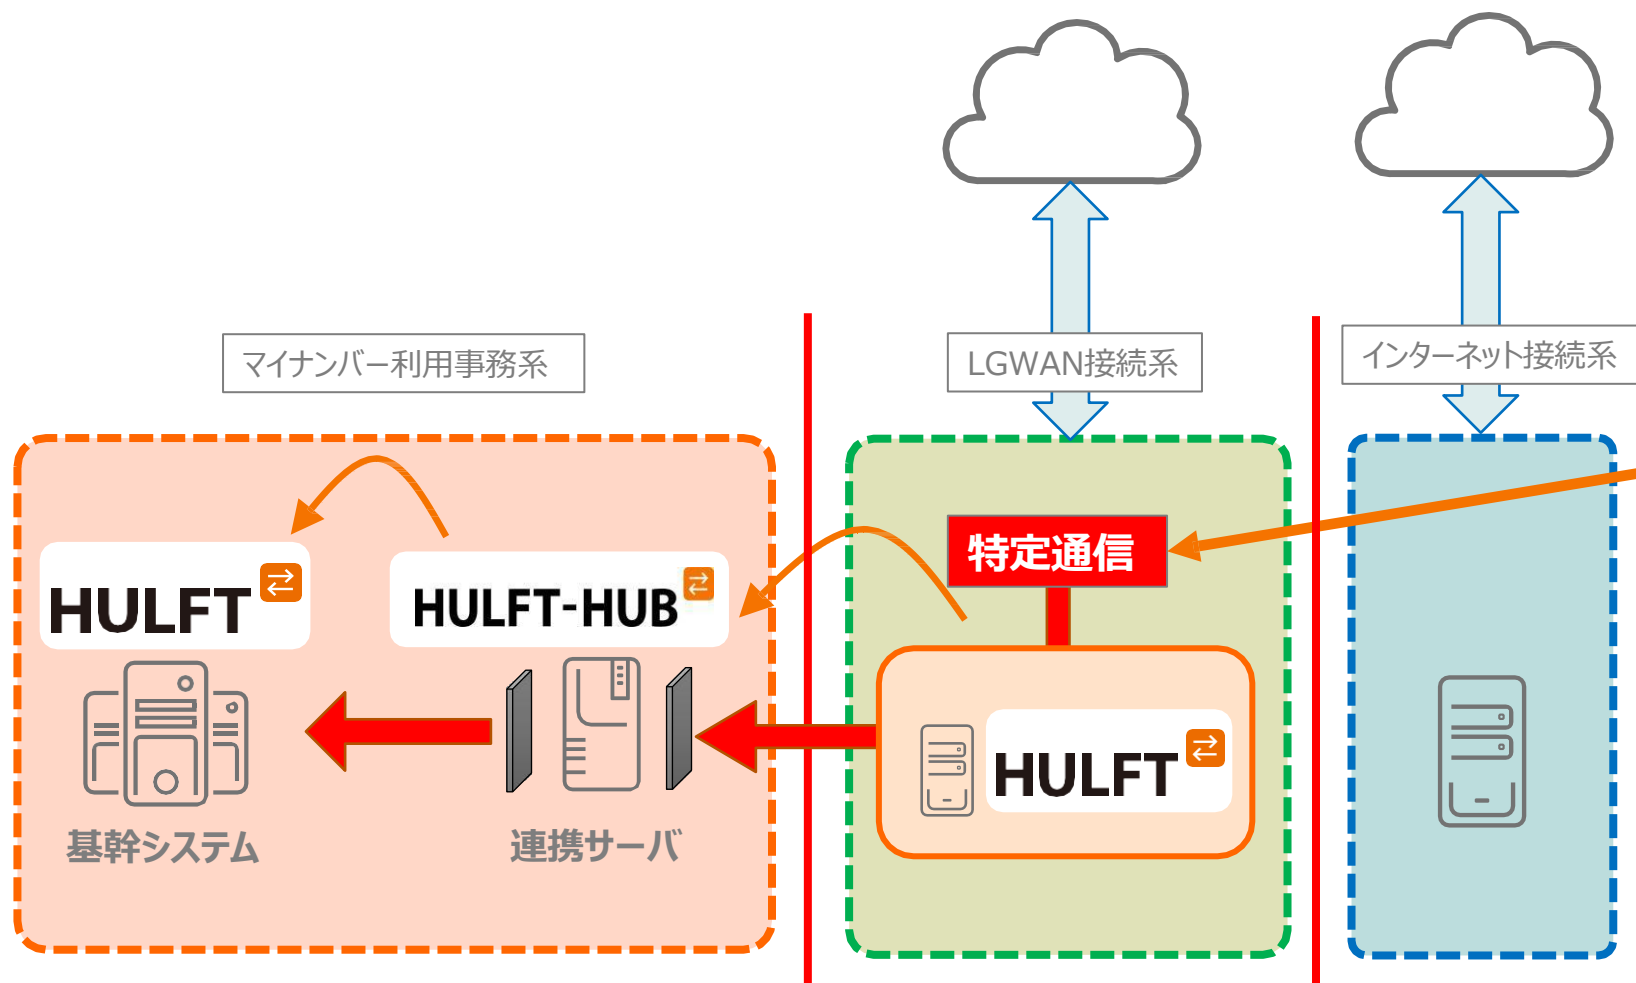 マイナンバー利用事務系
LGWAN接続系
インターネット接続系
特定通信
HULFT
HULFT-HUB
HULFT
基幹システム
連携サーバ